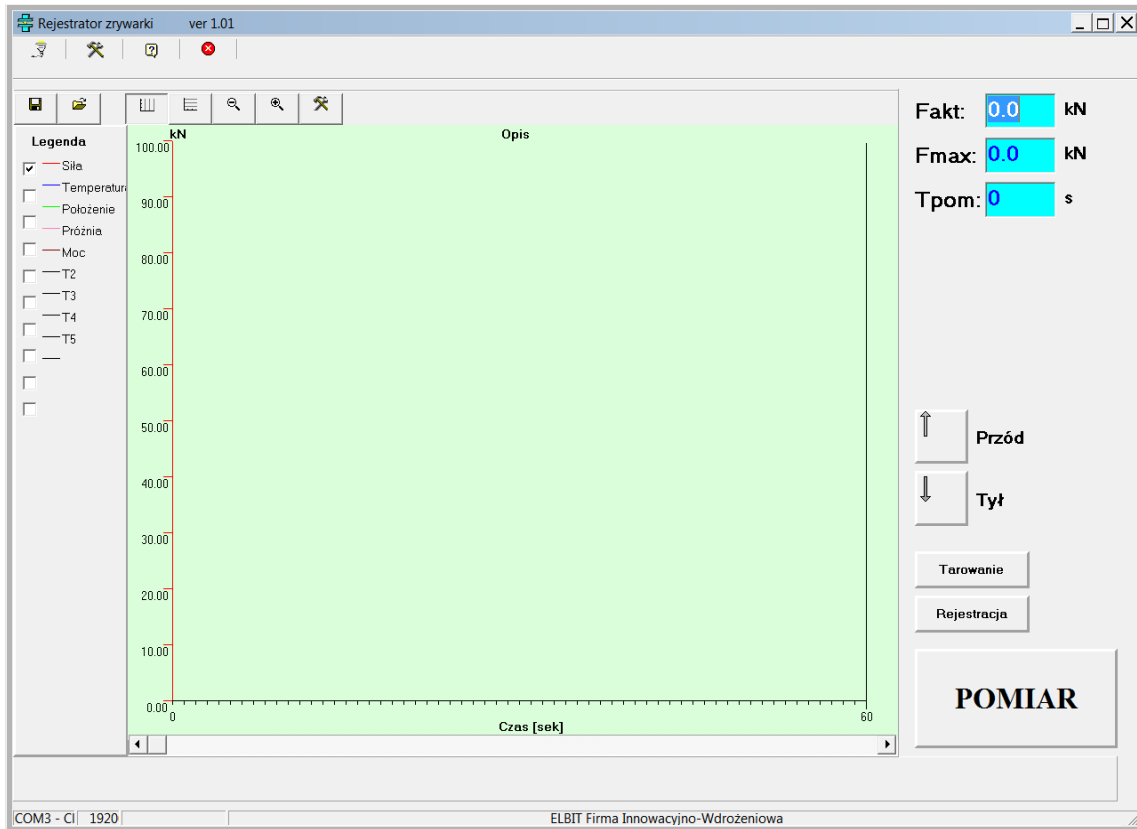 Rejestrator zrywarki ver 1.01
Legenda
Siła
Temperatura
Położenie
Próżnia
Moc
T2
T3
T4
T5
kN
Opis
100.00
90.00
80.00
70.00
60.00
50.00
40.00
30.00
20.00
10.00
0.00
0
60
Czas [sek]
Fakt: 0.0 kN
Fmax: 0.0 kN
Tpom: 0 s
Przód
Tył
Tarowanie
Rejestracja
POMIAR
COM3 - Cl 1920 ELBIT Firma Innowacyjno-Wdrożeniowa